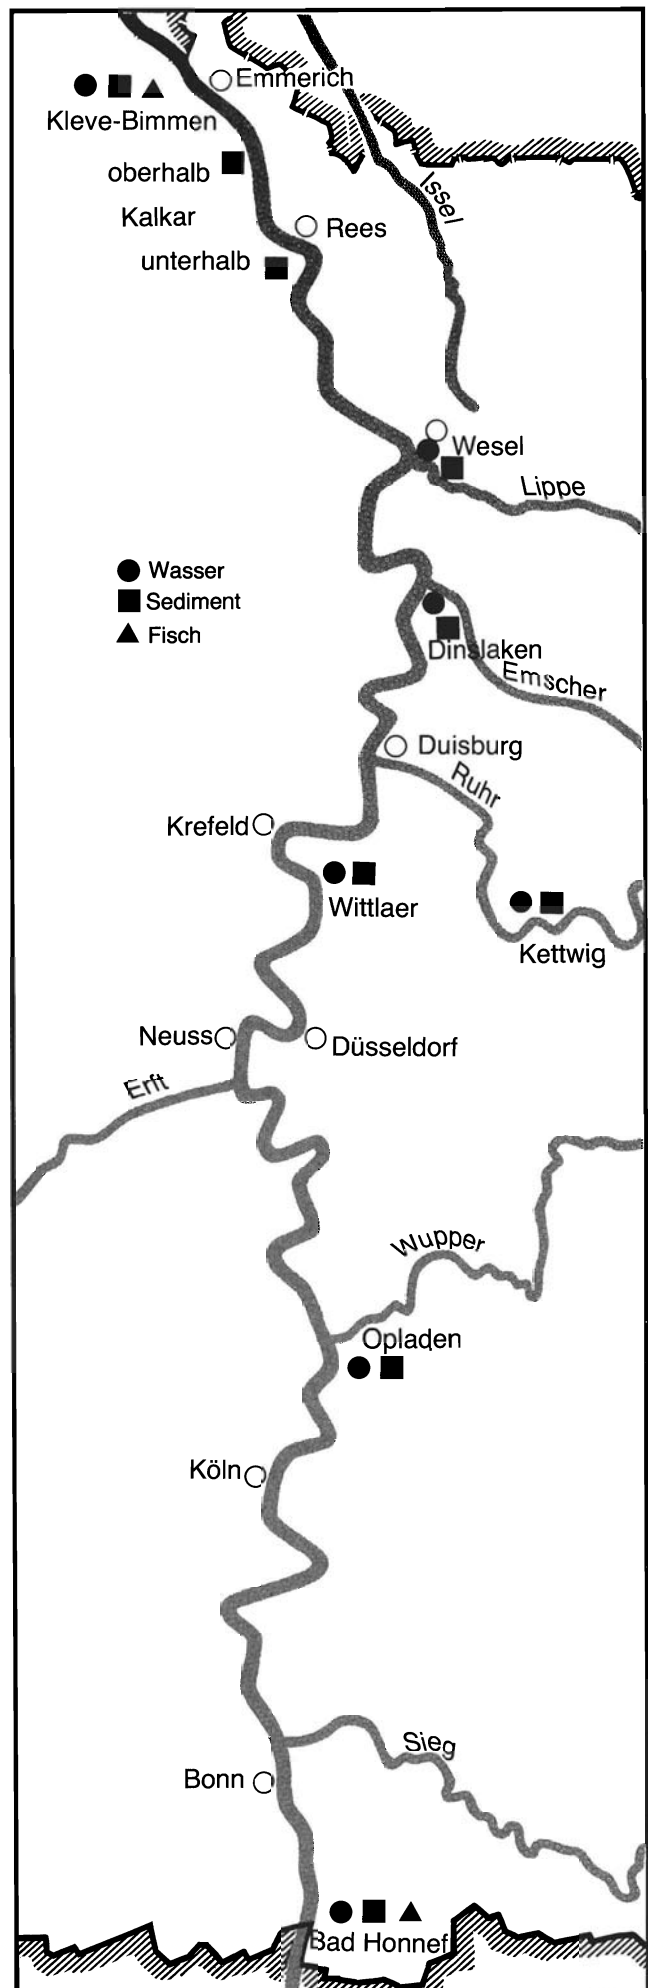 Emmerich
Kleve-Bimmen
oberhalb
Issel
Kalkar
Rees
unterhalb
Wesel
Lippe
Wasser
Sediment
Fisch
Dinslaken
Emscher
Duisburg
Ruhr
Krefeld
Wittlaer
Kettwig
Neuss
Düsseldorf
Erft
Wupper
Opladen
Köln
Sieg
Bonn
Bad Honnef